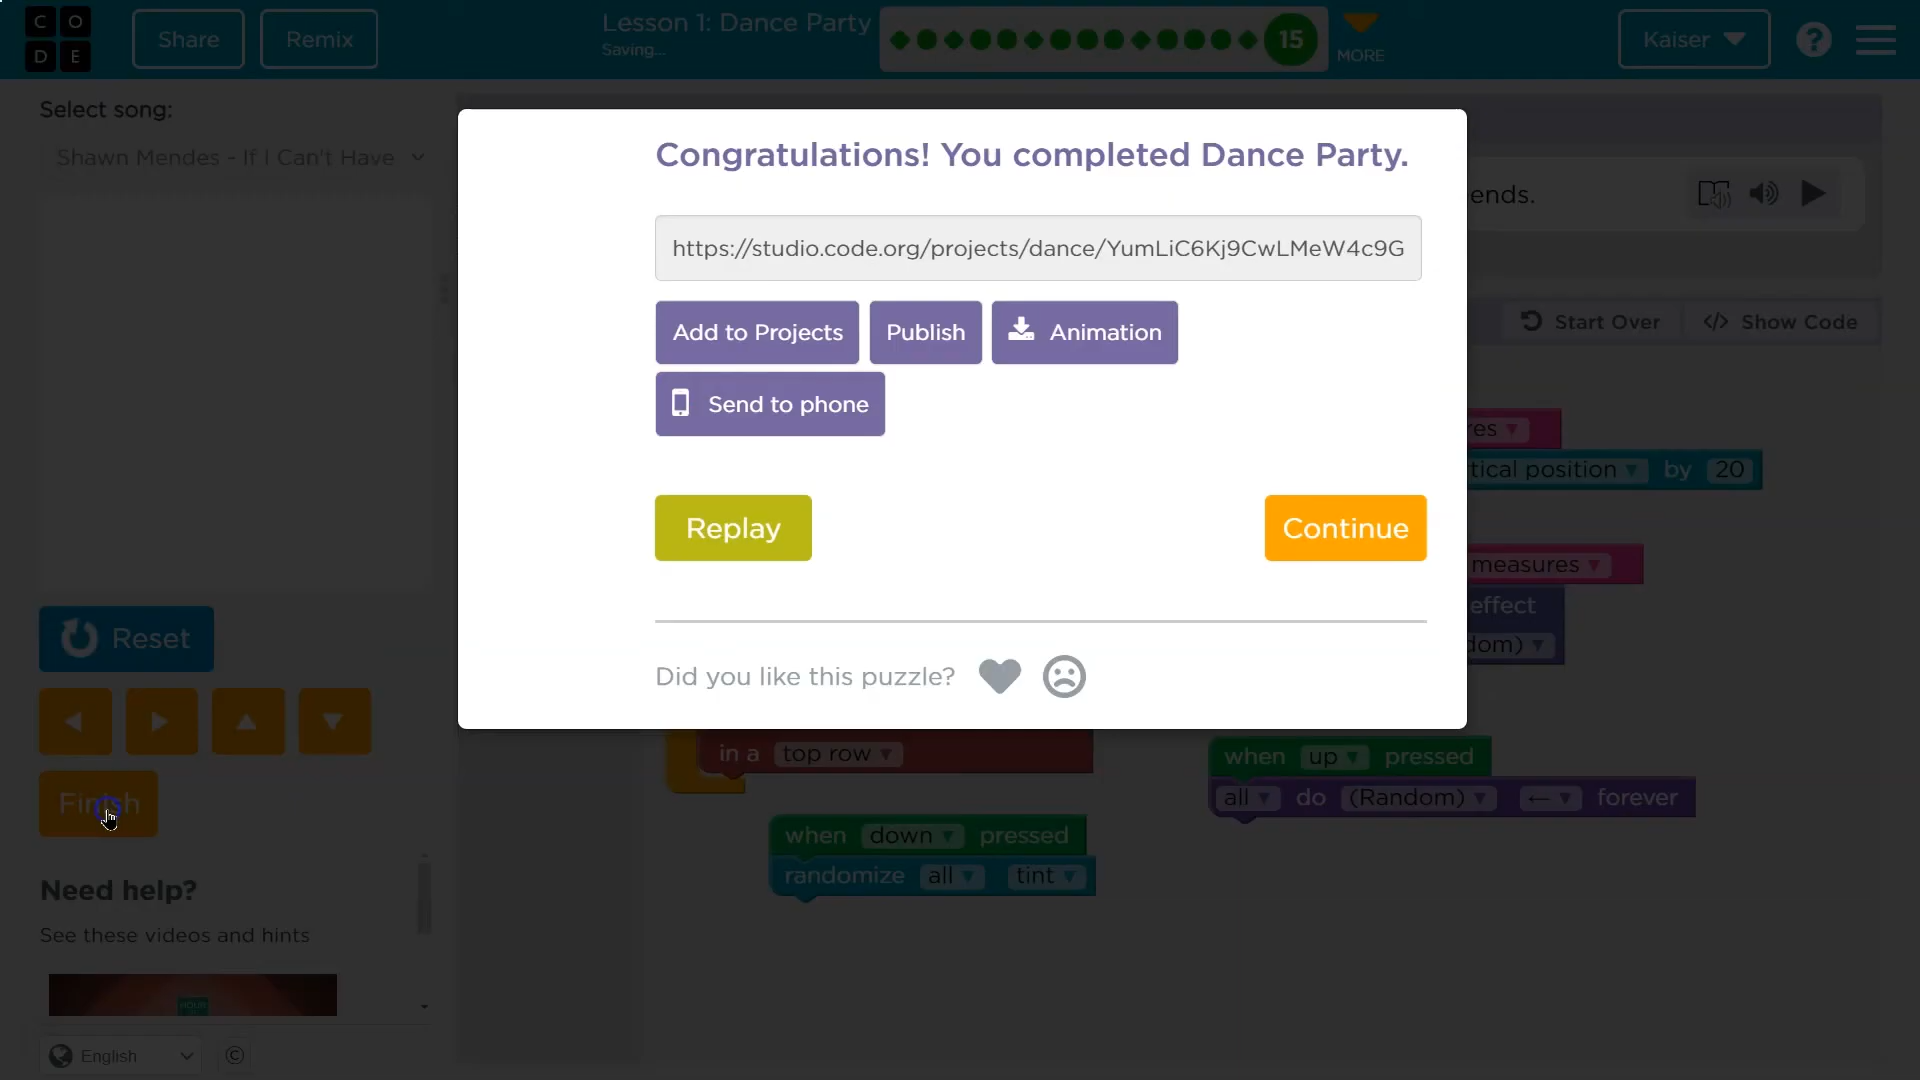 C O
D E
Share
Remix
Lesson 1: Dance Party
Saving...
15
MORE
Kaiser
?
Select song:
Shawn Mendes - If I Can't Have
Congratulations! You completed Dance Party.
https://studio.code.org/projects/dance/YumLiC6Kj9CwLMeW4c9G
Add to Projects
Publish
Animation
Send to phone
Replay
Continue
Did you like this puzzle?
ends.
Start Over
</> Show Code
res
tical position by 20
measures
effect
dom)
Reset
Finish
in a top row
when down pressed
randomize all tint
when up pressed
all do (Random) ← forever
Need help?
See these videos and hints
HOUR
English
©